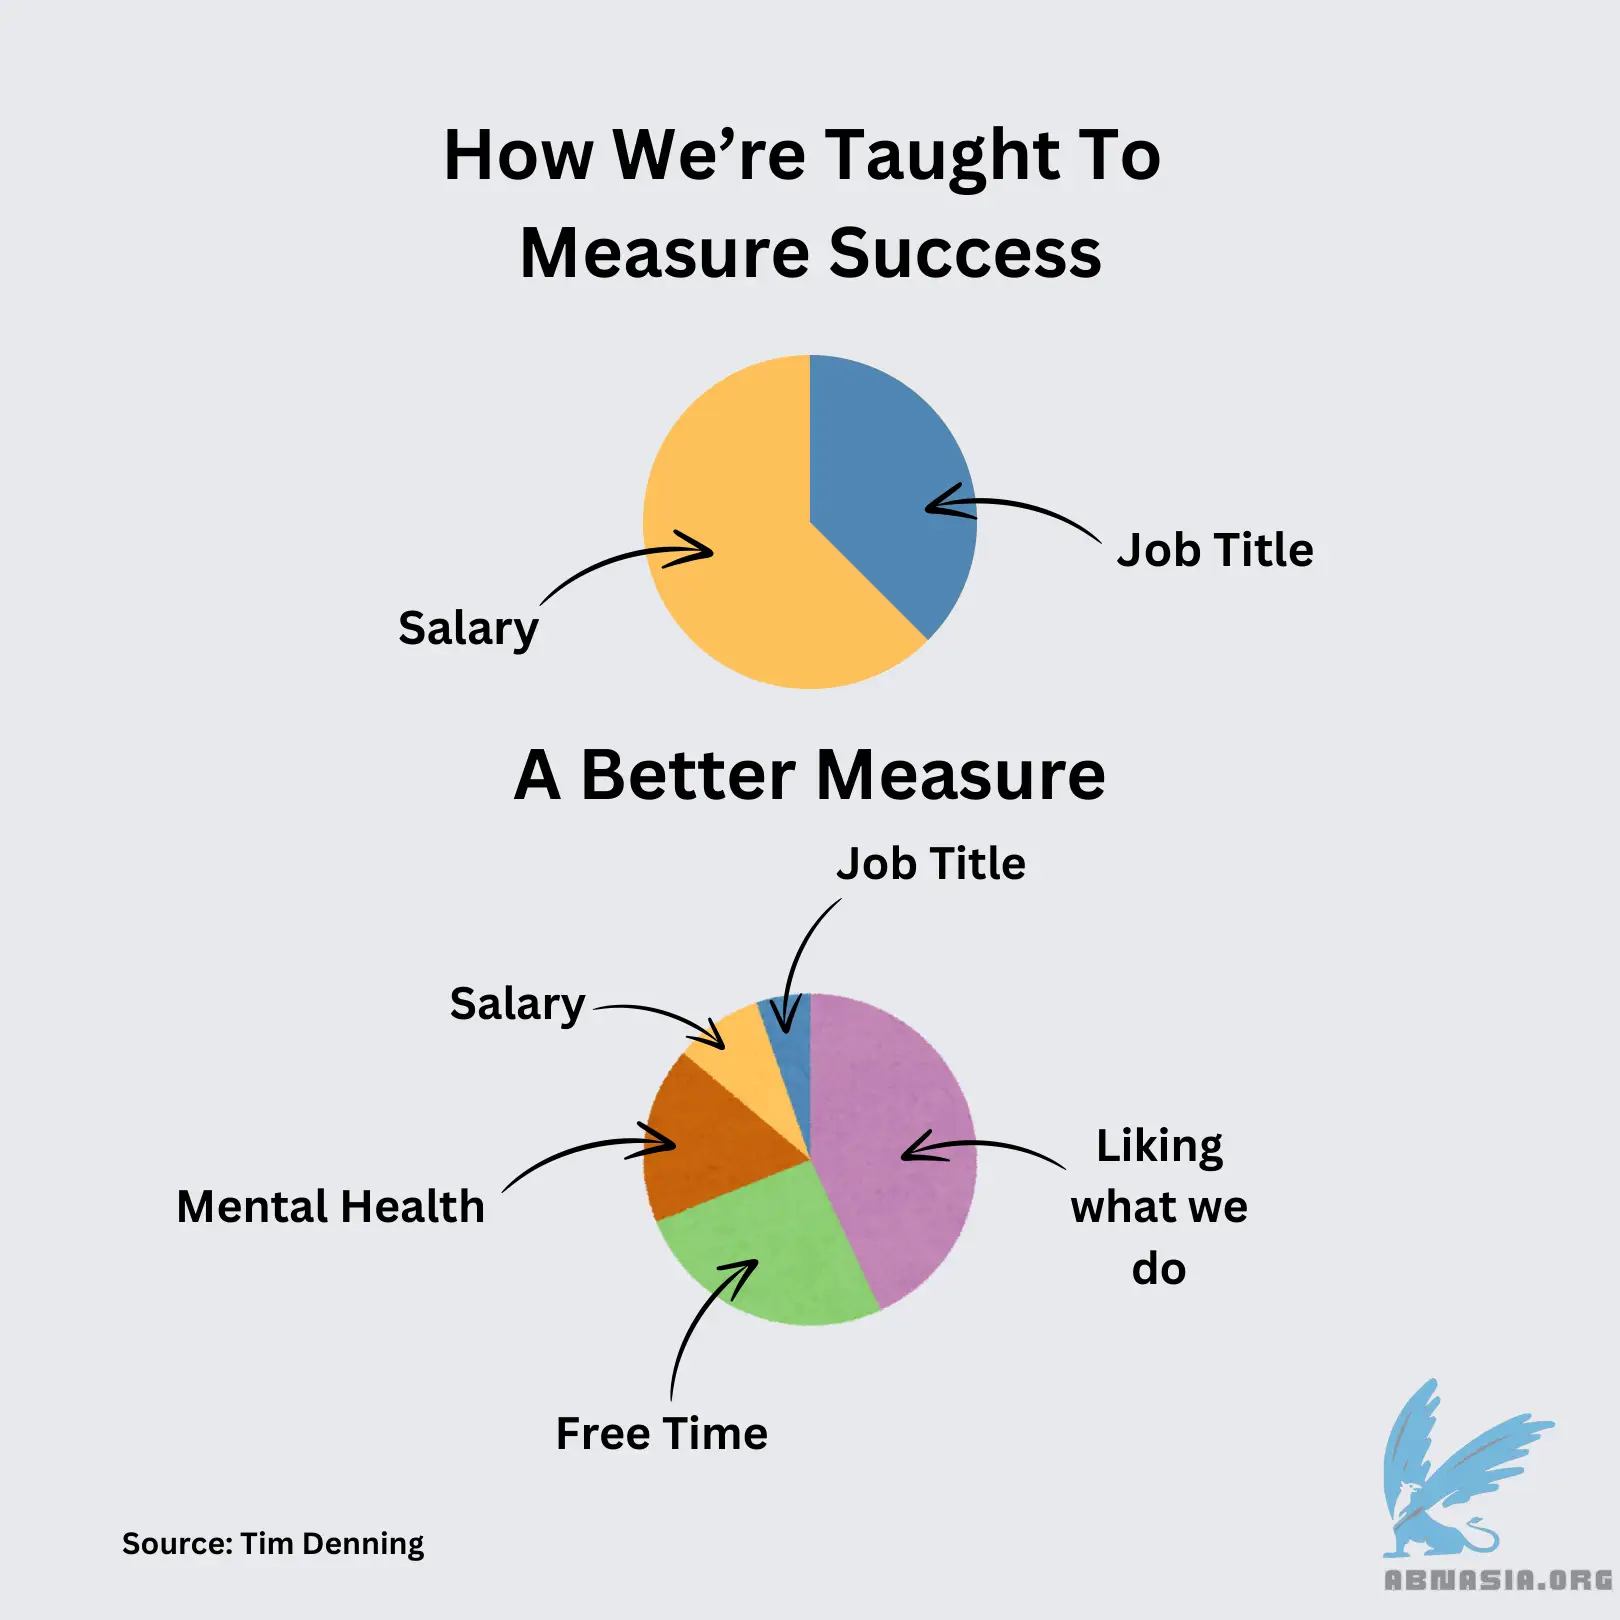 How We’re Taught To
Measure Success
Job Title
Salary
A Better Measure
Job Title
Salary
Liking
what we
do
Mental Health
Free Time
Source: Tim Denning
ABNASIA.ORG